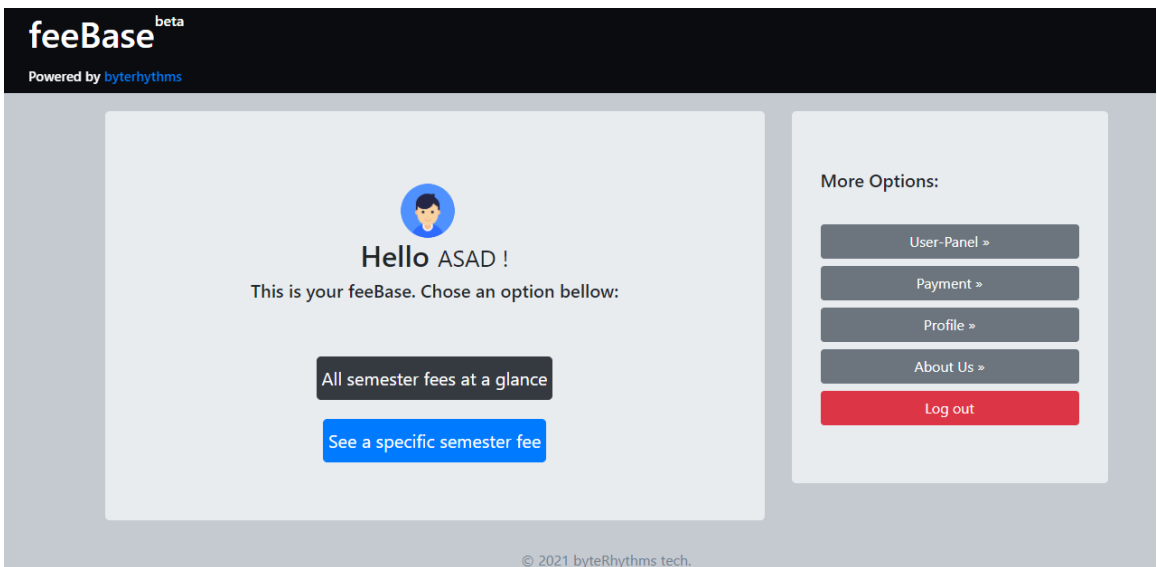 feeBase beta
Powered by byterhythms
Hello ASAD !
This is your feeBase. Chose an option bellow:
All semester fees at a glance
See a specific semester fee
More Options:
User-Panel »
Payment »
Profile »
About Us »
Log out
© 2021 byteRhythms tech.